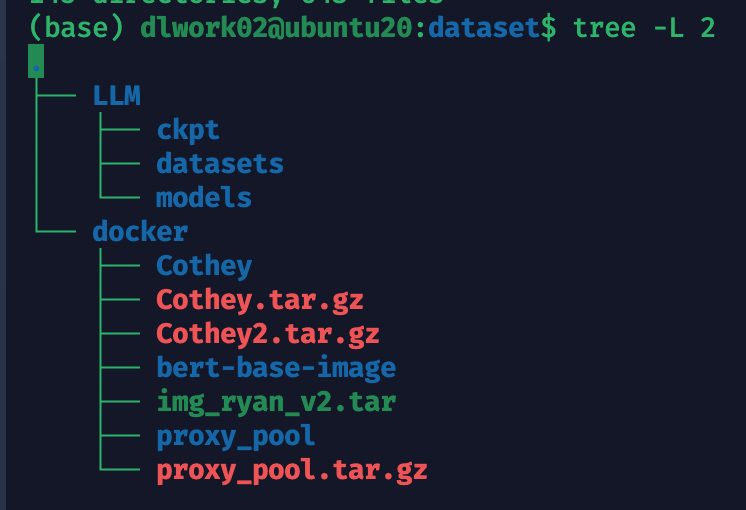 (base) dlwork02@ubuntu20:dataset$ tree -L 2
.
├── LLM
│   ├── ckpt
│   ├── datasets
│   └── models
└── docker
    ├── Cothey
    ├── Cothey.tar.gz
    ├── Cothey2.tar.gz
    ├── bert-base-image
    ├── img_ryan_v2.tar
    ├── proxy_pool
    └── proxy_pool.tar.gz